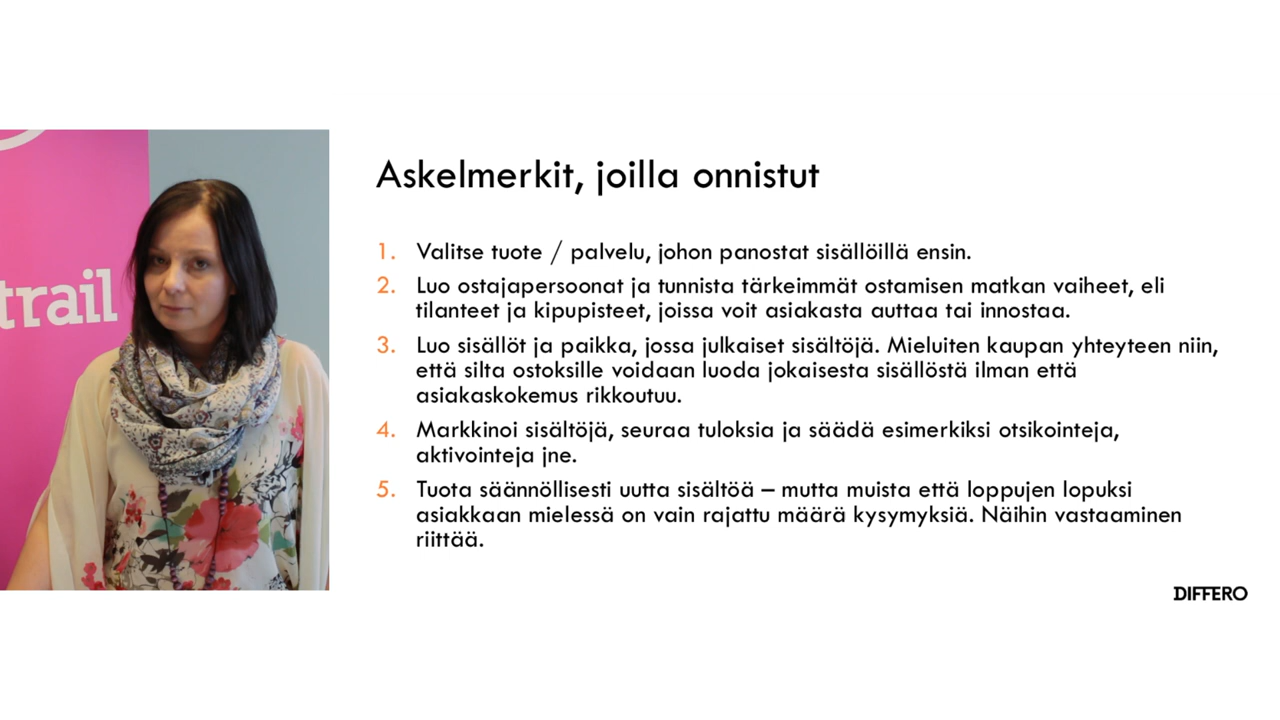 trail
Askelmerkit, joilla onnistut
1. Valitse tuote / palvelu, johon panostat sisällöillä ensin.
2. Luo ostajapersoonat ja tunnista tärkeimmät ostamisen matkan vaiheet, eli
tilanteet ja kipupisteet, joissa voit asiakasta auttaa tai innostaa.
3. Luo sisällöt ja paikka, jossa julkaiset sisältöjä. Mieluiten kaupan yhteyteen niin,
että silta ostoksille voidaan luoda jokaisesta sisällöstä ilman että
asiakaskokemus rikkoutuu.
4. Markkinoi sisältöjä, seuraa tuloksia ja säädä esimerkiksi otsikointeja,
aktivointeja jne.
5. Tuota säännöllisesti uutta sisältöä – mutta muista että loppujen lopuksi
asiakkaan mielessä on vain rajattu määrä kysymyksiä. Näihin vastaaminen
riittää.
DIFFERO